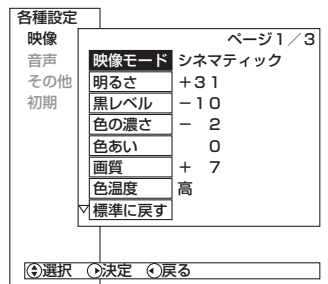 各種設定
映像
音声
その他
初期
ページ1/3
映像モード シネマティック
明るさ +31
黒レベル -10
色の濃さ - 2
色あい 0
画質 + 7
色温度 高
▽標準に戻す
選択 決定 戻る